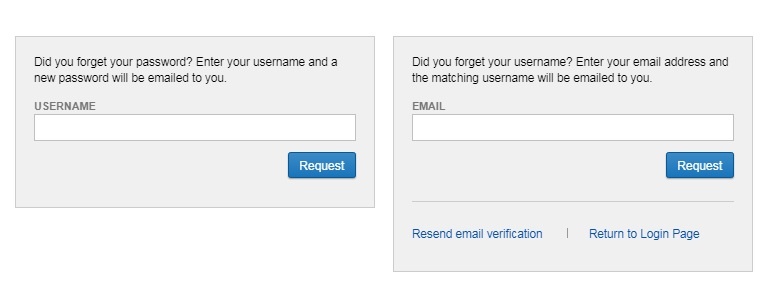 Did you forget your password? Enter your username and a
new password will be emailed to you.
USERNAME
Request
Did you forget your username? Enter your email address and
the matching username will be emailed to you.
EMAIL
Request
Resend email verification | Return to Login Page